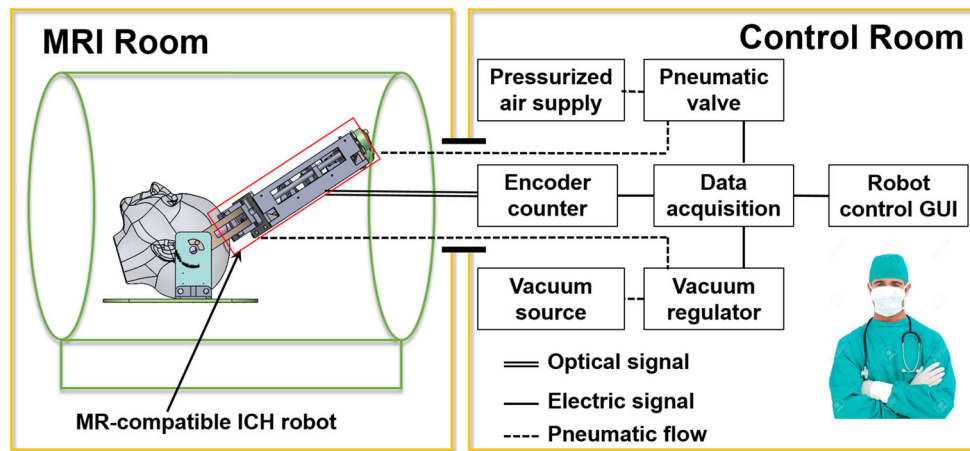 MRI Room
MR-compatible ICH robot
Control Room
Pressurized
air supply
Pneumatic
valve
Encoder
counter
Data
acquisition
Robot
control GUI
Vacuum
source
Vacuum
regulator
Optical signal
Electric signal
Pneumatic flow